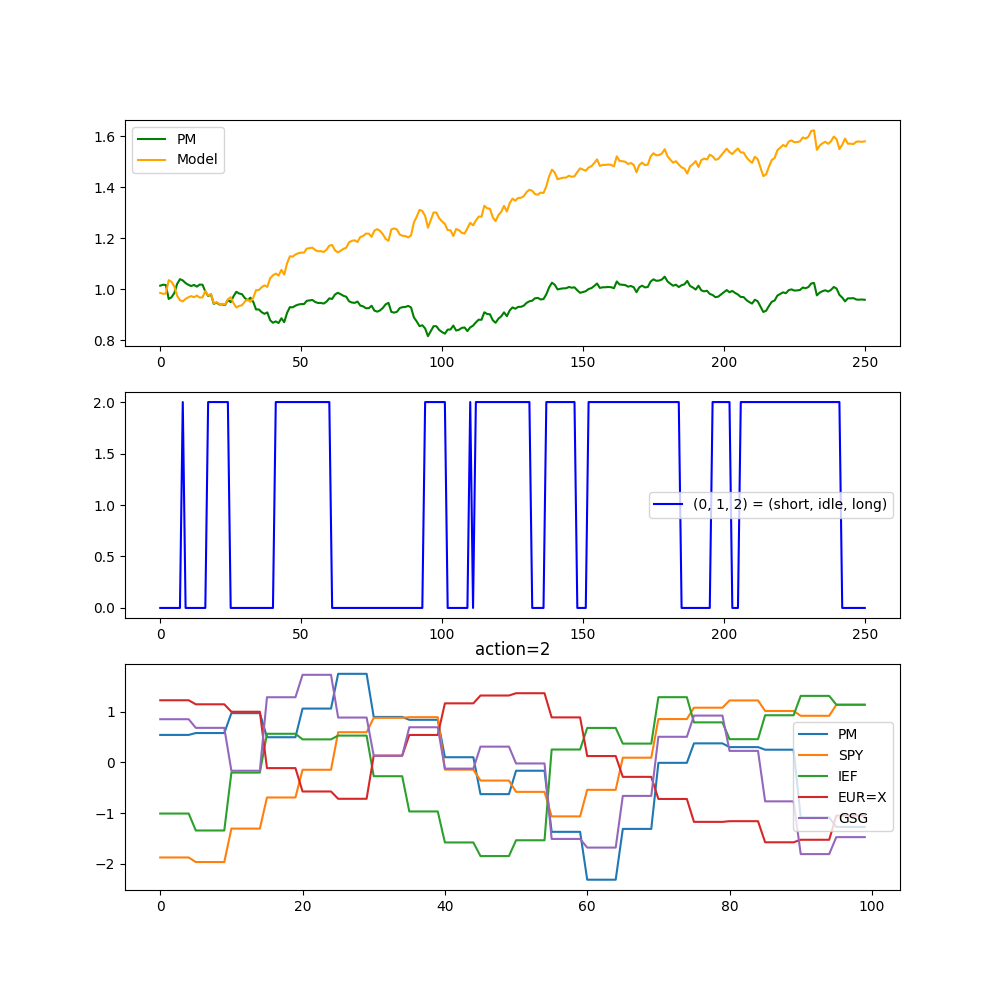 1.6
1.4
1.2
1.0
0.8
PM
Model
0 50 100 150 200 250
2.0
1.5
1.0
0.5
0.0
(0, 1, 2) = (short, idle, long)
0 50 100 150 200 250
action=2
1
0
−1
−2
PM
SPY
IEF
EUR=X
GSG
0 20 40 60 80 100